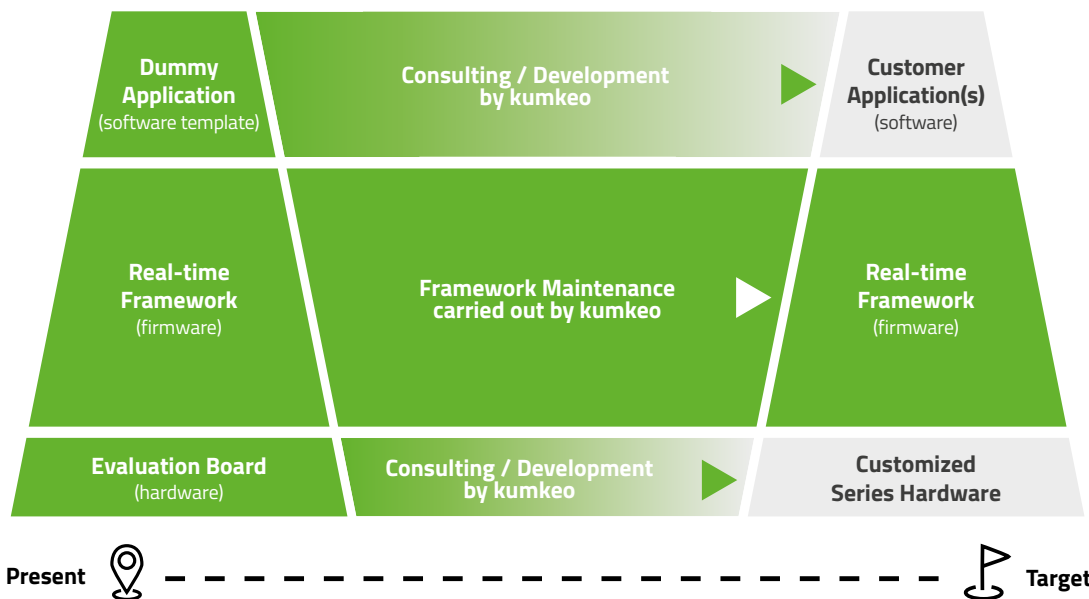 Dummy
Application
(software template)
Consulting / Development
by kumkeo
Customer
Application(s)
(software)
Real-time
Framework
(firmware)
Framework Maintenance
carried out by kumkeo
Real-time
Framework
(firmware)
Evaluation Board
(hardware)
Consulting / Development
by kumkeo
Customized
Series Hardware
Present
Target